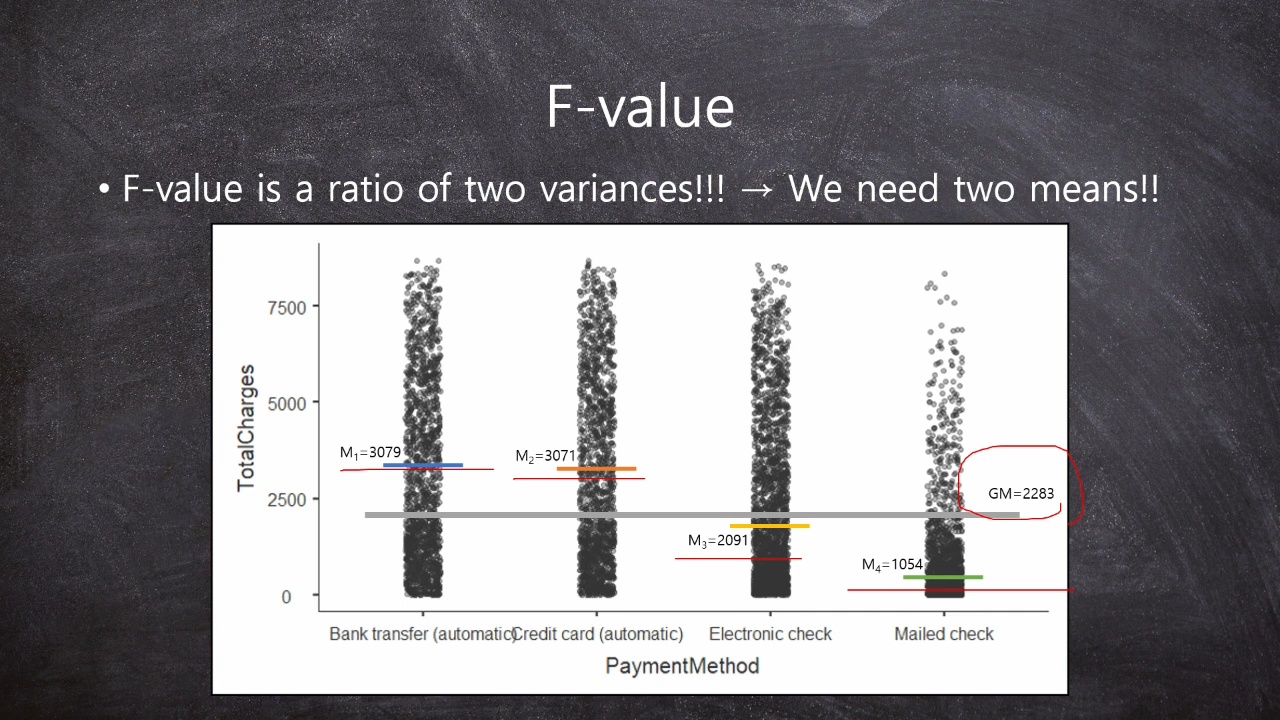 F-value
• F-value is a ratio of two variances!!! → We need two means!!
TotalCharges
7500
5000
2500
0
M₁=3079
M₂=3071
GM=2283
M₃=2091
M₄=1054
Bank transfer (automatic)
Credit card (automatic)
Electronic check
Mailed check
PaymentMethod